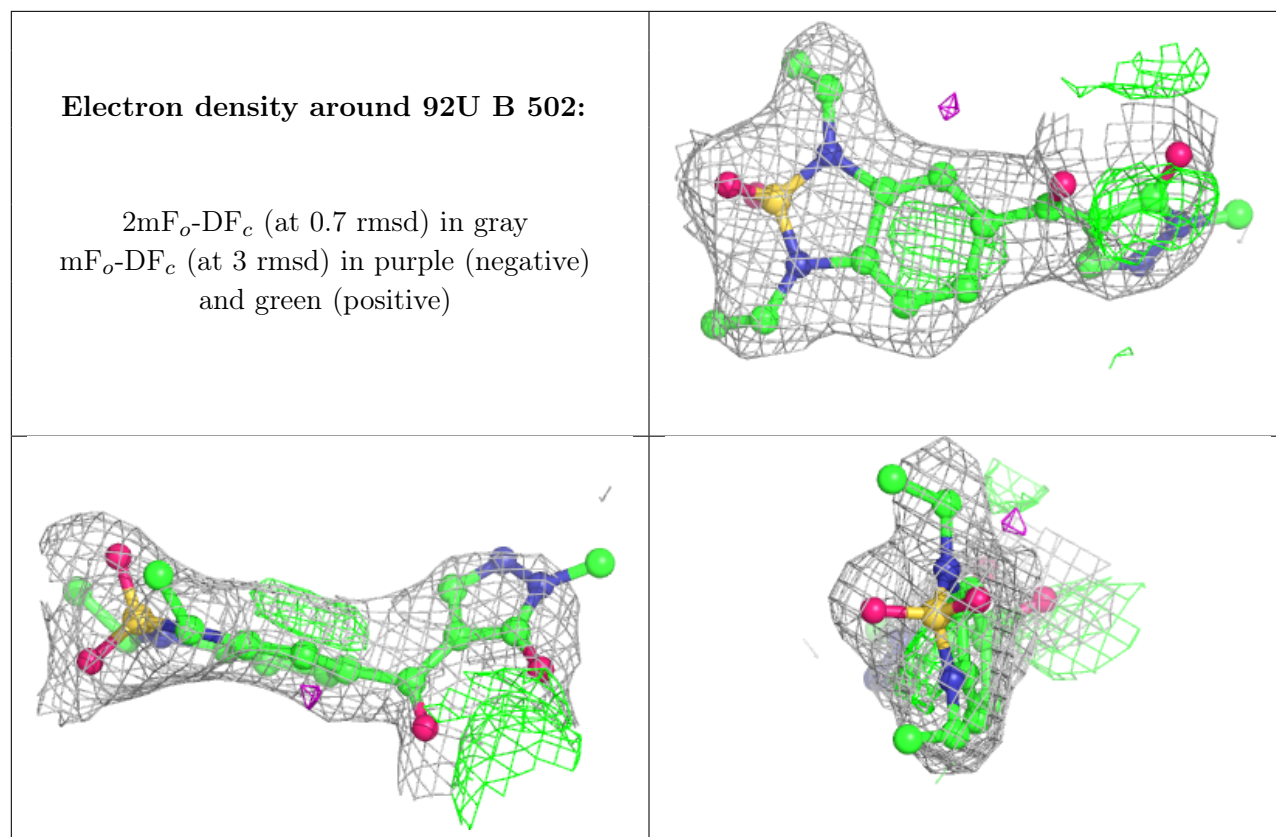 Electron density around 92U B 502:
2mFₒ-DF𝒸 (at 0.7 rmsd) in gray
mFₒ-DF𝒸 (at 3 rmsd) in purple (negative)
and green (positive)